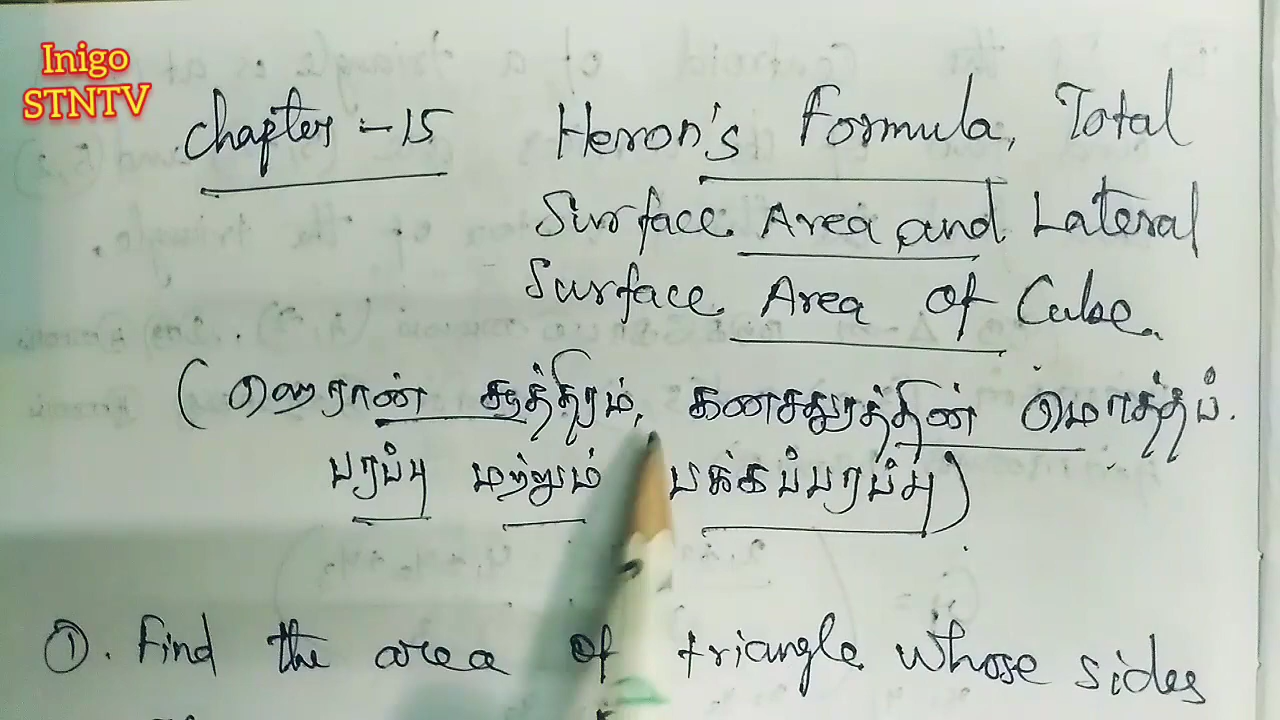 Inigo
STNTV
Chapter :- 15 Heron's Formula, Total
Surface Area and Lateral
Surface Area of Cube.
(ஹெரான் சூத்திரம், கனசதுரத்தின் மொத்தப்
பரப்பு மற்றும் பக்கப்பரப்பு)
①. Find the area of triangle whose sides